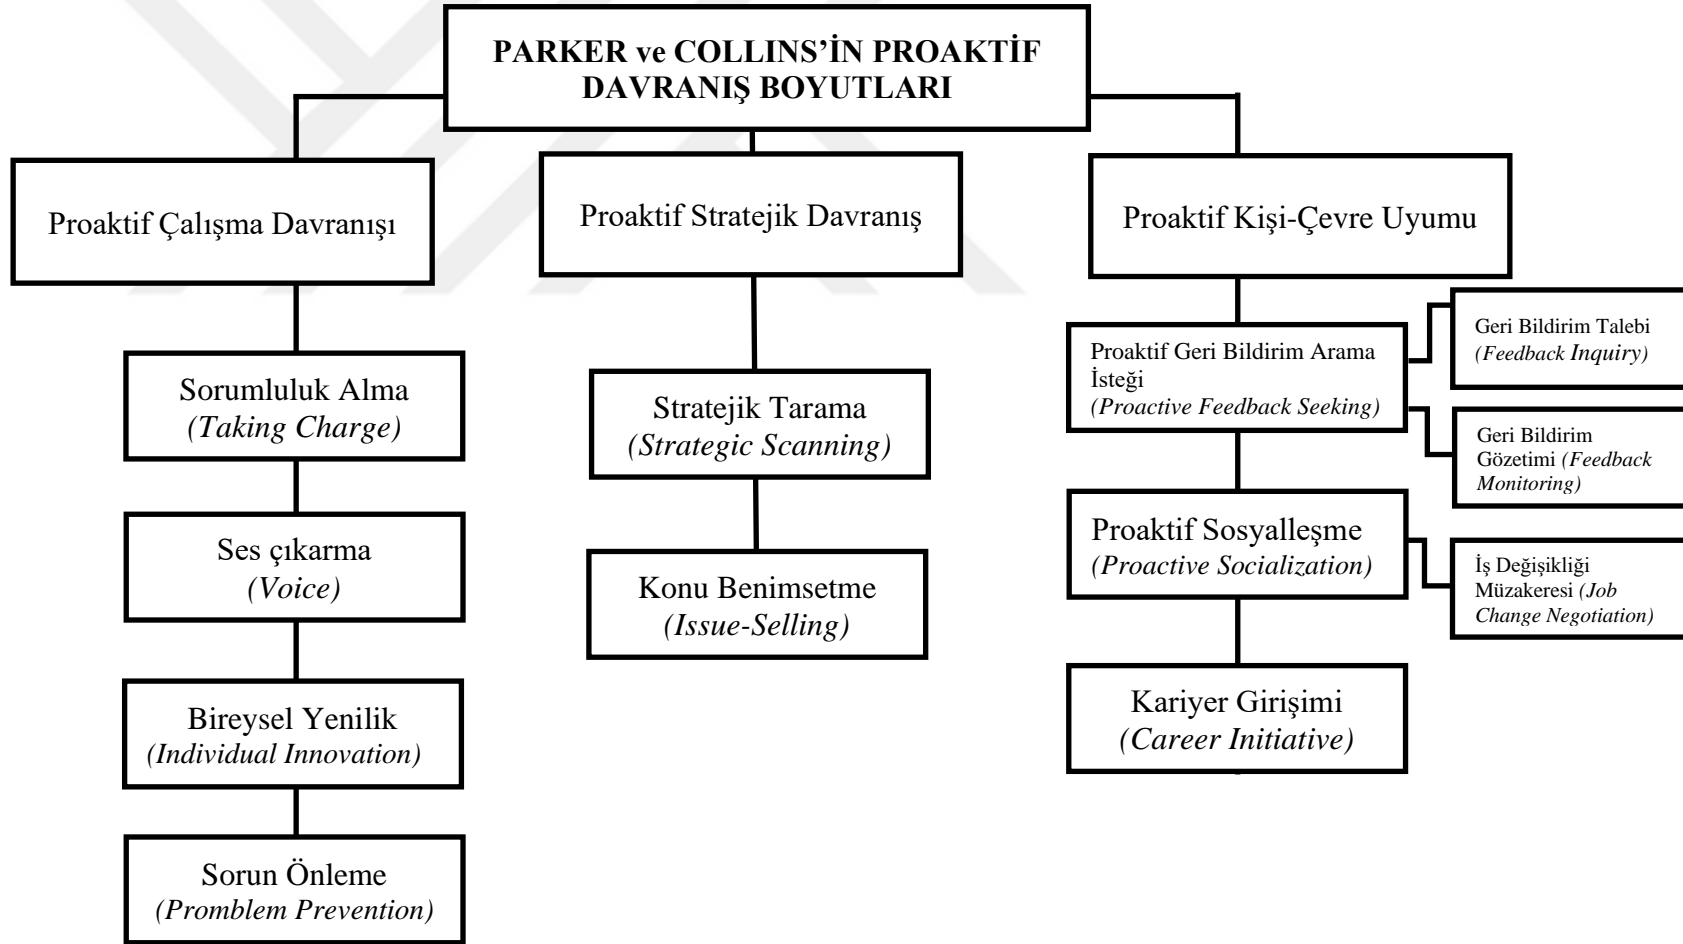 PARKER ve COLLINS’İN PROAKTİF
DAVRANIŞ BOYUTLARI
Proaktif Çalışma Davranışı
Sorumluluk Alma
(Taking Charge)
Ses çıkarma
(Voice)
Bireysel Yenilik
(Individual Innovation)
Sorun Önleme
(Promblem Prevention)
Proaktif Stratejik Davranış
Stratejik Tarama
(Strategic Scanning)
Konu Benimsetme
(Issue-Selling)
Proaktif Kişi-Çevre Uyumu
Proaktif Geri Bildirim Arama
İsteği
(Proactive Feedback Seeking)
Geri Bildirim Talebi
(Feedback Inquiry)
Geri Bildirim
Gözetimi (Feedback
Monitoring)
Proaktif Sosyalleşme
(Proactive Socialization)
İş Değişikliği
Müzakeresi (Job
Change Negotiation)
Kariyer Girişimi
(Career Initiative)